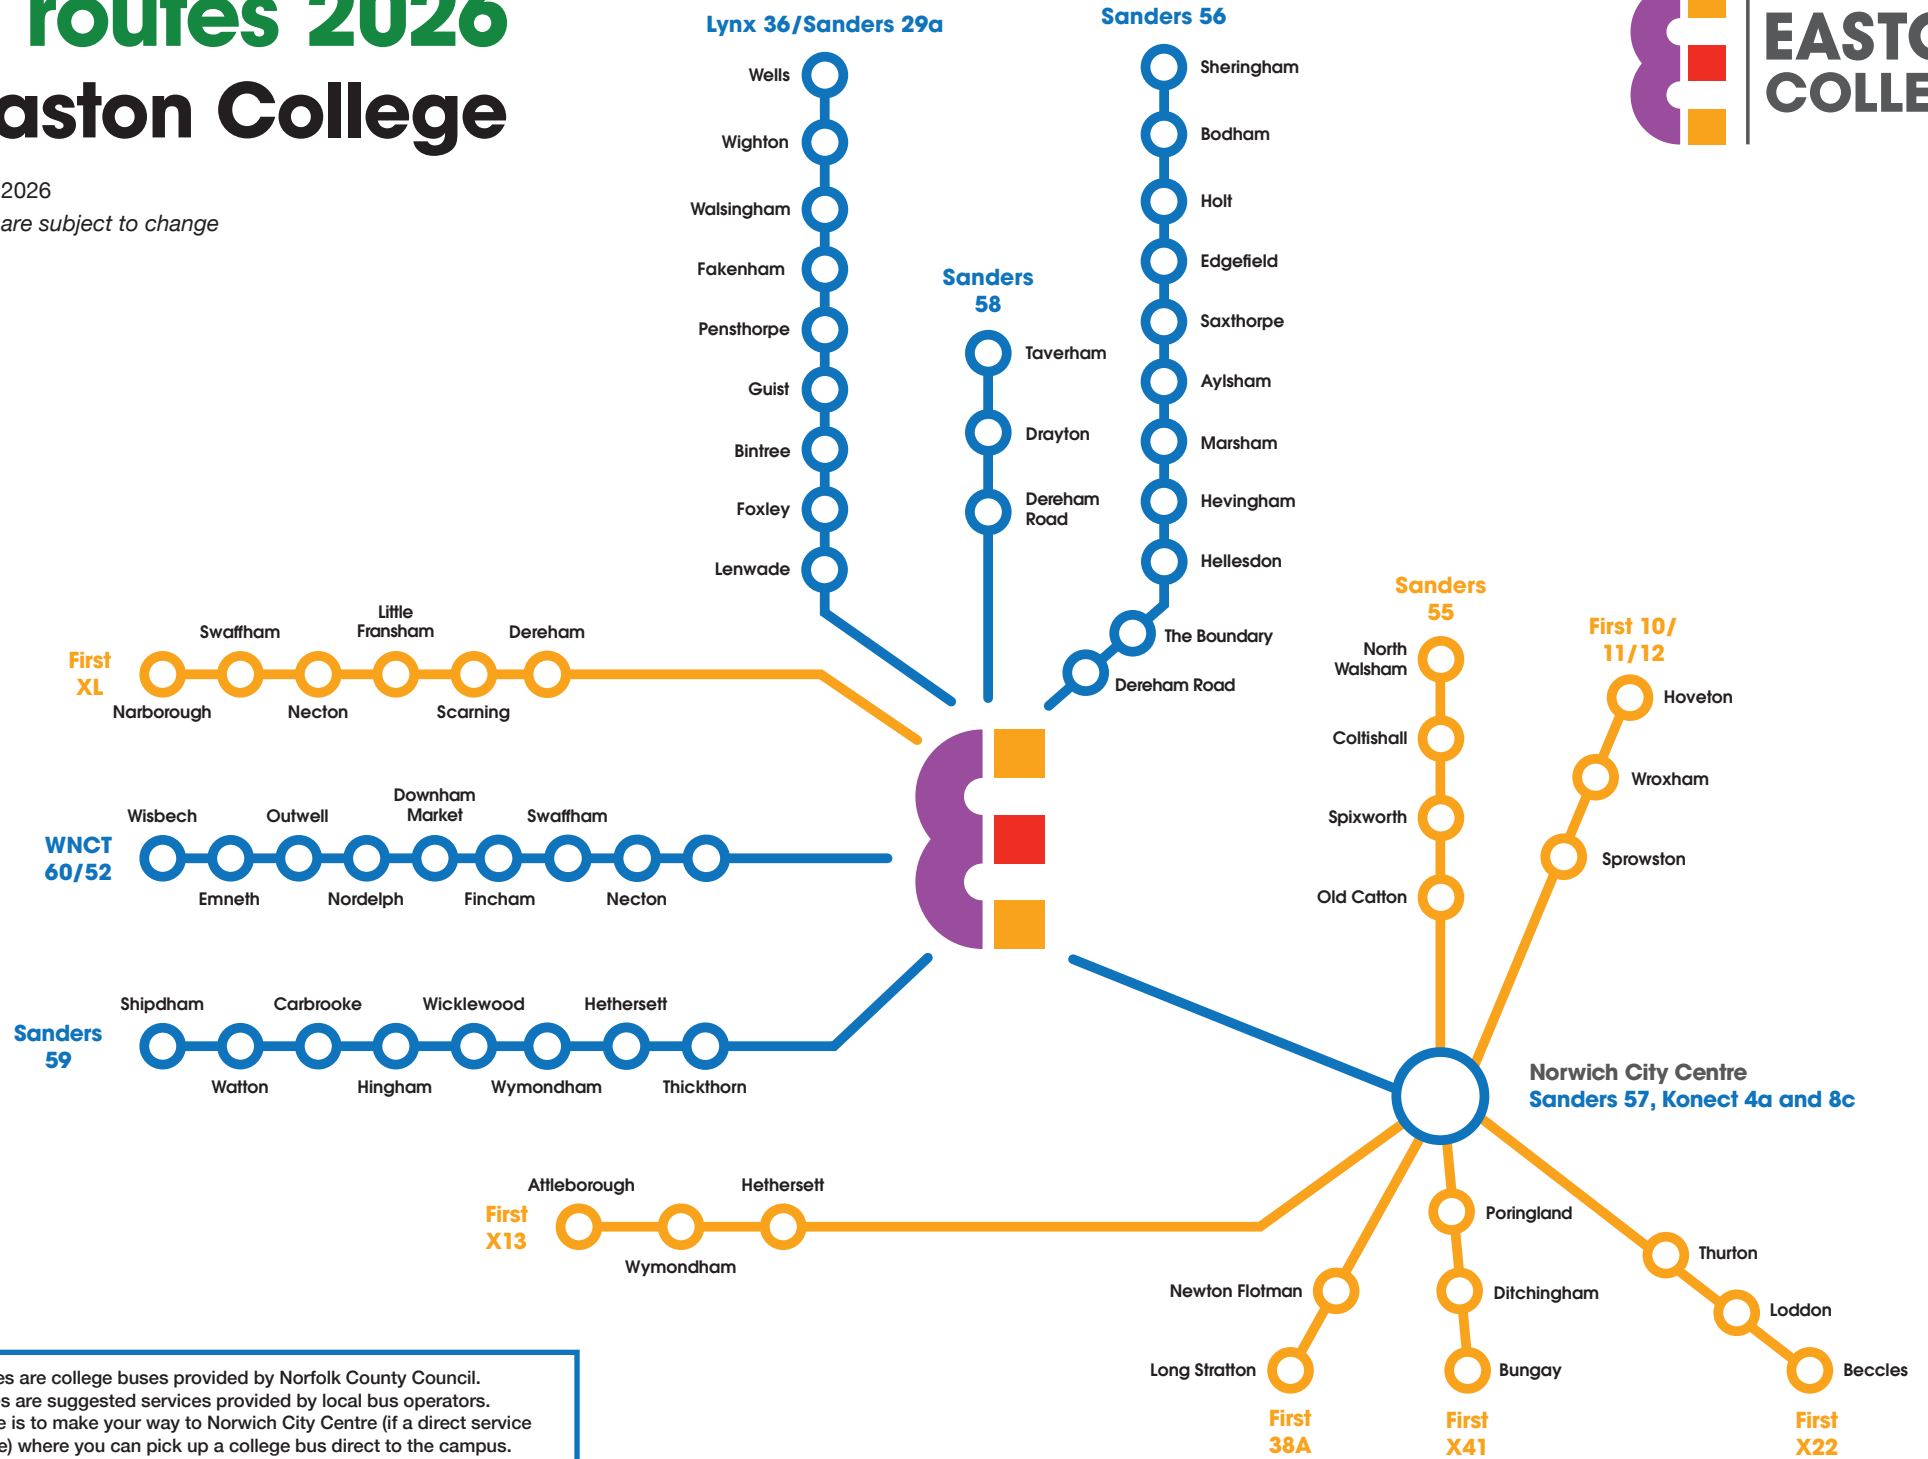 routes 2026
aston College
2026
are subject to change
Lynx 36/Sanders 29a
Wells
Wighton
Walsingham
Fakenham
Pensthorpe
Guist
Bintree
Foxley
Lenwade
Sanders
58
Taverham
Drayton
Dereham
Road
Sanders 56
Sheringham
Bodham
Holt
Edgefield
Saxthorpe
Aylsham
Marsham
Hevingham
Hellesdon
The Boundary
Dereham Road
EASTO
COLLE
First
XL
Narborough
Swaffham
Necton
Little
Fransham
Scarning
Dereham
WNCT
60/52
Wisbech
Emneth
Outwell
Nordelph
Downham
Market
Fincham
Swaffham
Necton
Sanders
59
Shipdham
Watton
Carbrooke
Hingham
Wicklewood
Wymondham
Hethersett
Thickthorn
Sanders
55
North
Walsham
Coltishall
Spixworth
Old Catton
First 10/
11/12
Hoveton
Wroxham
Sprowston
Norwich City Centre
Sanders 57, Konect 4a and 8c
First
X13
Attleborough
Wymondham
Hethersett
Newton Flotman
Long Stratton
First
38A
Poringland
Ditchingham
Bungay
First
X41
Thurton
Loddon
Beccles
First
X22
es are college buses provided by Norfolk County Council.
s are suggested services provided by local bus operators.
e is to make your way to Norwich City Centre (if a direct service
e) where you can pick up a college bus direct to the campus.